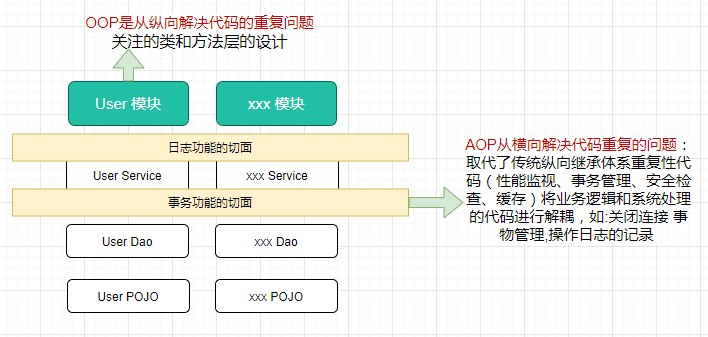 OOP是从纵向解决代码的重复问题
关注的类和方法层的设计
User 模块
xxx 模块
日志功能的切面
User Service
xxx Service
事务功能的切面
User Dao
xxx Dao
User POJO
xxx POJO
AOP从横向解决代码重复的问题：
取代了传统纵向继承体系重复性代
码（性能监视、事务管理、安全检
查、缓存）将业务逻辑和系统处理
的代码进行解耦，如:关闭连接 事
物管理,操作日志的记录